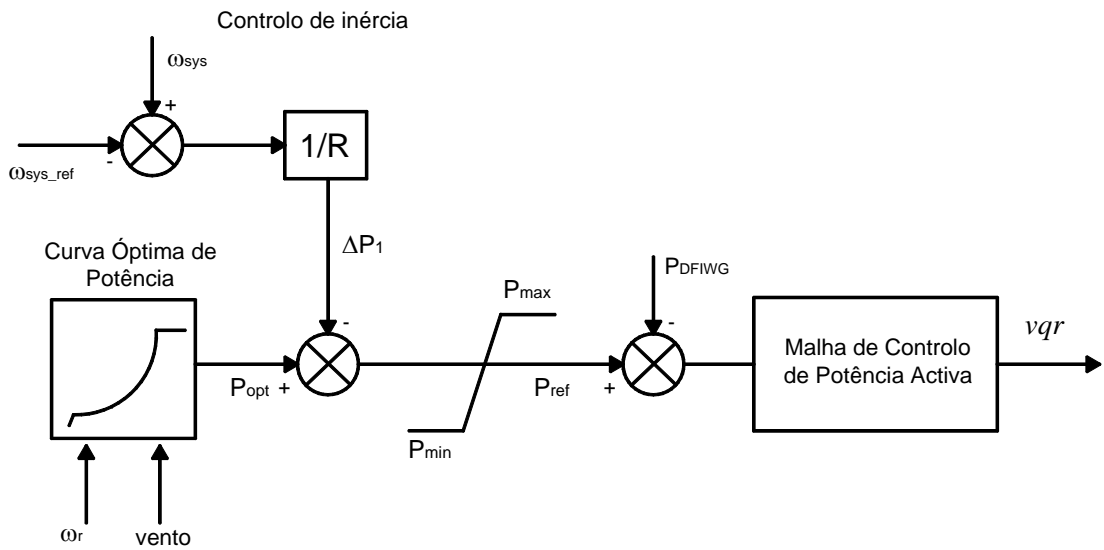 Controlo de inércia
ωsys
+
-
ωsys_ref
1/R
ΔP1
Curva Óptima de
Potência
Pmax
PDFIWG
-
-
Popt
+
Pref
+
Pmin
Malha de Controlo
de Potência Activa
vqr
ωr
vento